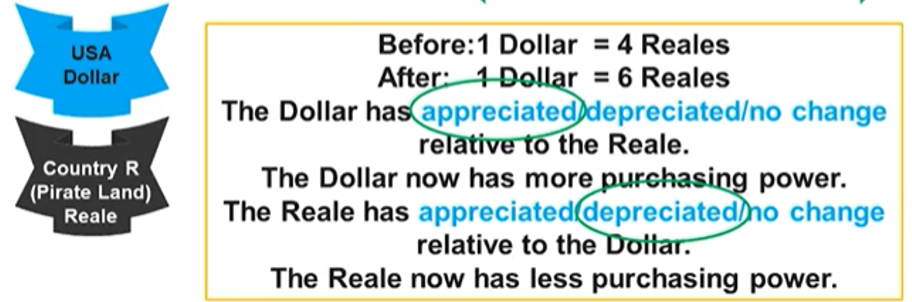 USA
Dollar
Country R
(Pirate Land)
Reale
Before:1 Dollar = 4 Reales
After: 1 Dollar = 6 Reales
The Dollar has appreciated/depreciated/no change
relative to the Reale.
The Dollar now has more purchasing power.
The Reale has appreciated/depreciated/no change
relative to the Dollar.
The Reale now has less purchasing power.